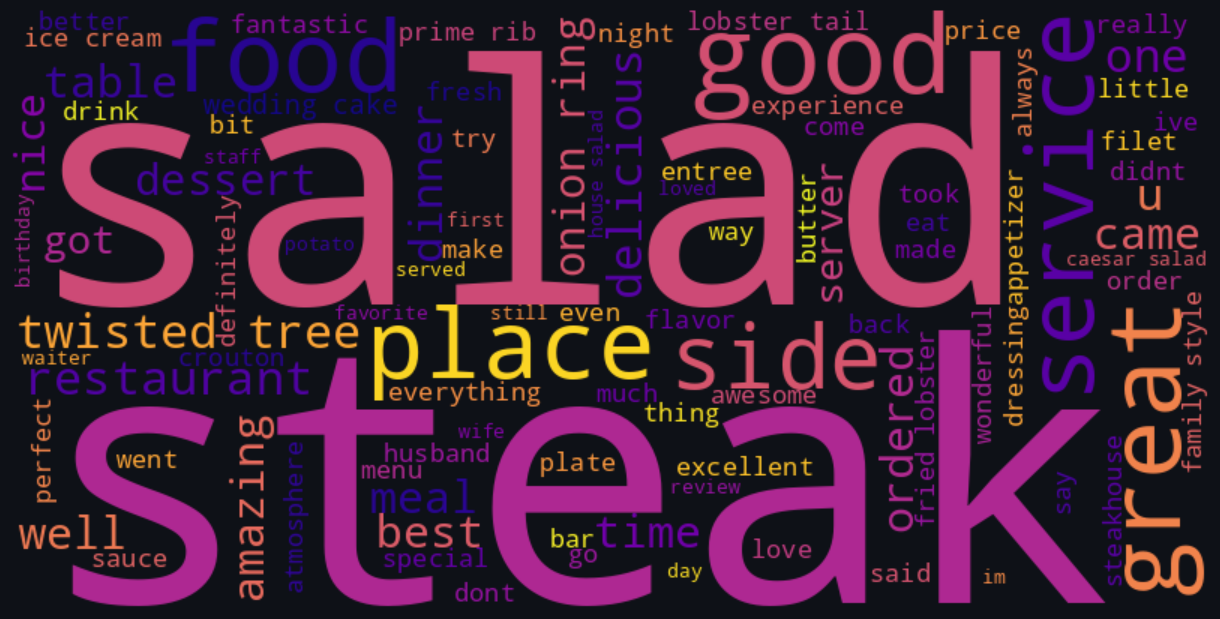 better
ice cream
food
fantastic
prime rib
onion ring
night
lobster tail
good
price
service
really
one
table
drink
wedding cake
fresh
experience
always
little
nice
bit
dinner
delicious
come
ive
salad
staff
try
house salad
entree
filet
dessert
loved
butter
server
took
didnt
birthday
got
definitely
potato
first
make
served
way
eat
made
appetizer
u
came
caesar salad
order
twisted tree
favorite
place
still
even
flavor
side
back
wonderful
dressing
great
family style
waiter
crouton
restaurant
everything
much
awesome
ordered
fried lobster
thing
steak
perfect
went
amazing
atmosphere
wife
husband
menu
plate
excellent
review
say
steakhouse
meal
well
sauce
best
special
bar
go
time
love
day
said
im
dont